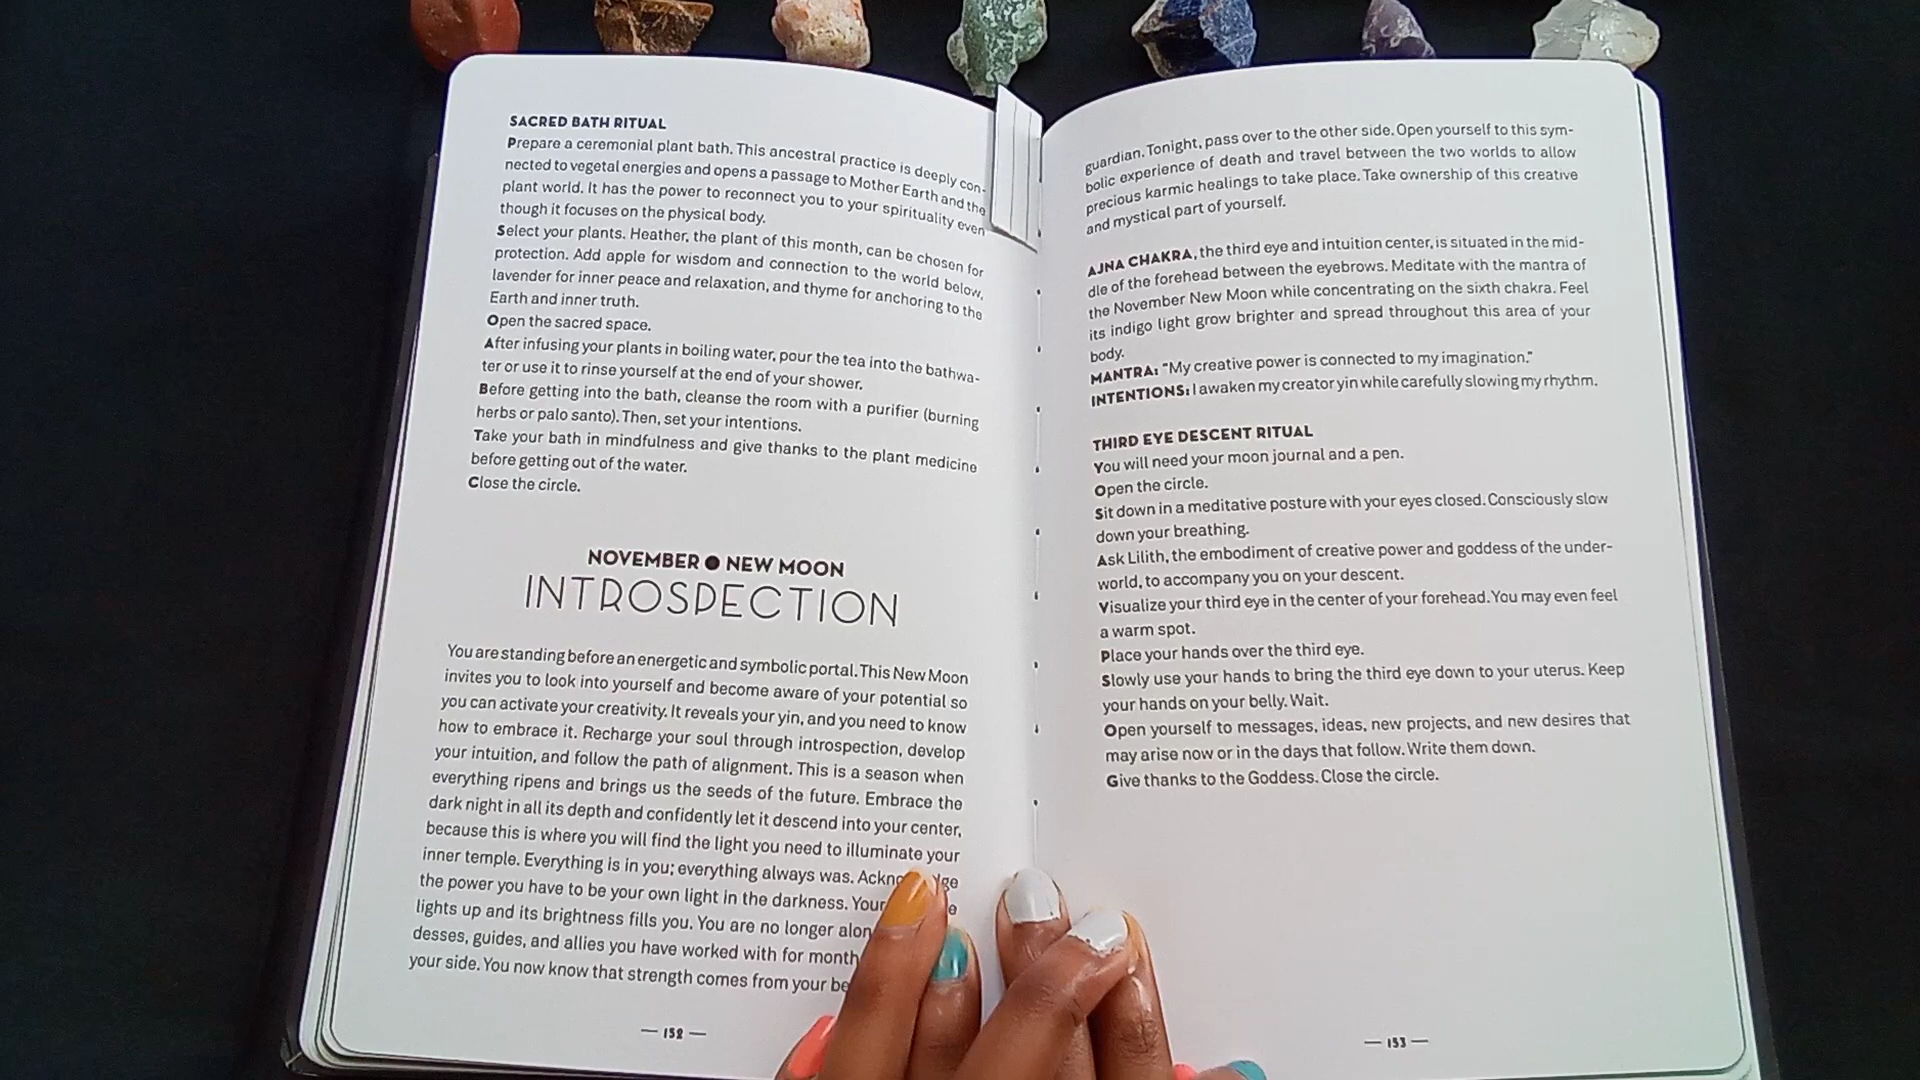 SACRED BATH RITUAL
Prepare a ceremonial plant bath. This ancestral practice is deeply con-
nected to vegetal energies and opens a passage to Mother Earth and the
plant world. It has the power to reconnect you to your spirituality even
though it focuses on the physical body.
Select your plants. Heather, the plant of this month, can be chosen for
protection. Add apple for wisdom and connection to the world below,
lavender for inner peace and relaxation, and thyme for anchoring to the
Earth and inner truth.
Open the sacred space.
After infusing your plants in boiling water, pour the tea into the bathwa-
ter or use it to rinse yourself at the end of your shower.
Before getting into the bath, cleanse the room with a purifier (burning
herbs or palo santo). Then, set your intentions.
Take your bath in mindfulness and give thanks to the plant medicine
before getting out of the water.
Close the circle.
NOVEMBER ● NEW MOON
INTROSPECTION
You are standing before an energetic and symbolic portal. This New Moon
invites you to look into yourself and become aware of your potential so
you can activate your creativity. It reveals your yin, and you need to know
how to embrace it. Recharge your soul through introspection, develop
your intuition, and follow the path of alignment. This is a season when
everything ripens and brings us the seeds of the future. Embrace the
dark night in all its depth and confidently let it descend into your center,
because this is where you will find the light you need to illuminate your
inner temple. Everything is in you; everything always was.
the power you have to be your own light in the darkness.
lights up and its brightness fills you. You are no longer
desses, guides, and allies you have worked with for
your side. You now know that strength comes from your
— 152 —
guardian. Tonight, pass over to the other side. Open yourself to this sym-
bolic experience of death and travel between the two worlds to allow
precious karmic healings to take place. Take ownership of this creative
and mystical part of yourself.
AJNA CHAKRA, the third eye and intuition center, is situated in the mid-
dle of the forehead between the eyebrows. Meditate with the mantra of
the November New Moon while concentrating on the sixth chakra. Feel
its indigo light grow brighter and spread throughout this area of your
body.
MANTRA: "My creative power is connected to my imagination."
INTENTIONS: I awaken my creator yin while carefully slowing my rhythm.
THIRD EYE DESCENT RITUAL
You will need your moon journal and a pen.
Open the circle.
Sit down in a meditative posture with your eyes closed. Consciously slow
down your breathing.
Ask Lilith, the embodiment of creative power and goddess of the under-
world, to accompany you on your descent.
Visualize your third eye in the center of your forehead. You may even feel
a warm spot.
Place your hands over the third eye.
Slowly use your hands to bring the third eye down to your uterus. Keep
your hands on your belly. Wait.
Open yourself to messages, ideas, new projects, and new desires that
may arise now or in the days that follow. Write them down.
Give thanks to the Goddess. Close the circle.
— 153 —